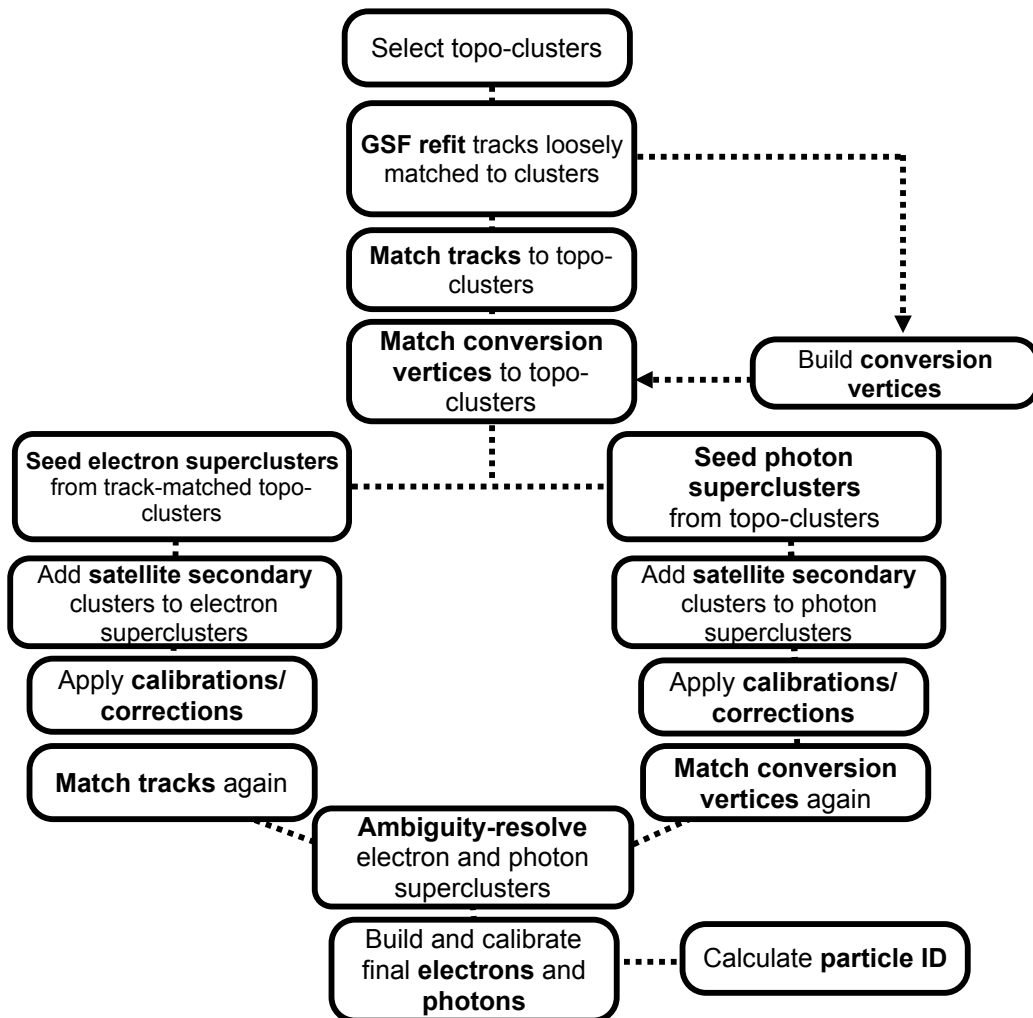 Select topo-clusters
GSF refit tracks loosely
matched to clusters
Match tracks to topo-
clusters
Match conversion
vertices to topo-
clusters
Build conversion
vertices
Seed electron superclusters
from track-matched topo-
clusters
Seed photon
superclusters
from topo-clusters
Add satellite secondary
clusters to electron
superclusters
Add satellite secondary
clusters to photon
superclusters
Apply calibrations/
corrections
Apply calibrations/
corrections
Match tracks again
Match conversion
vertices again
Ambiguity-resolve
electron and photon
superclusters
Build and calibrate
final electrons and
photons
Calculate particle ID